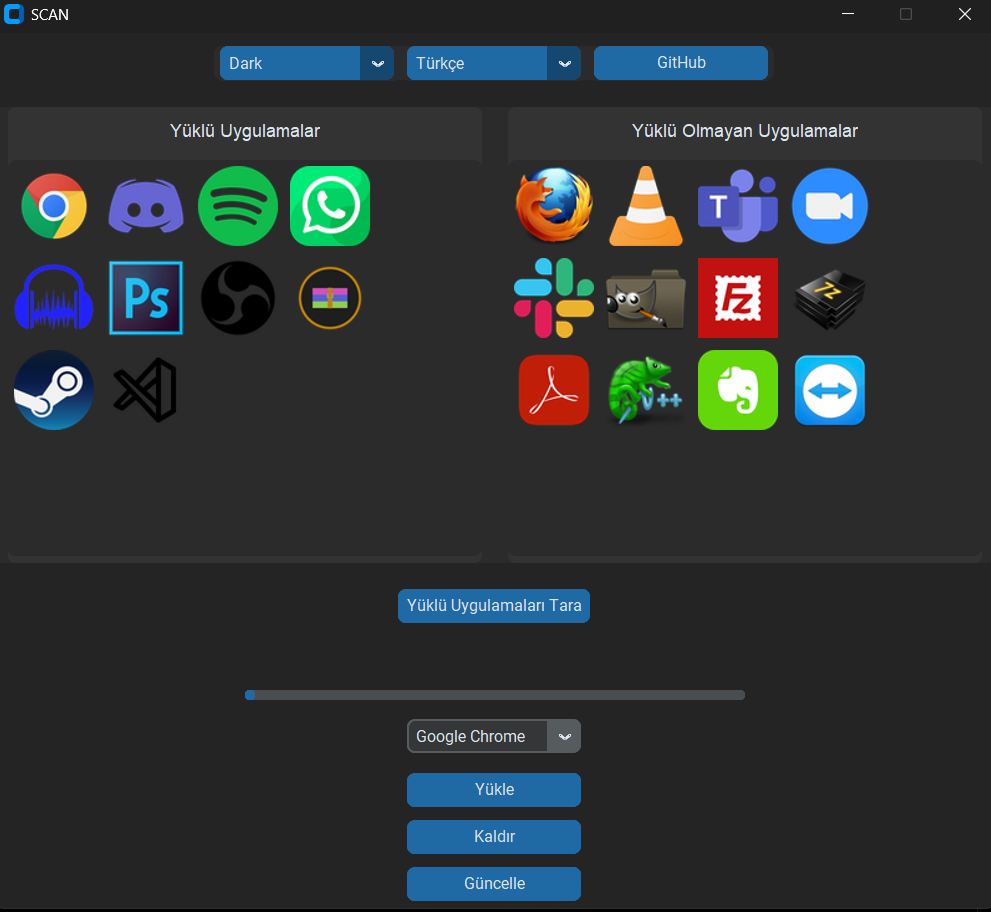 SCAN
Dark
Türkçe
GitHub
Yüklü Uygulamalar
Yüklü Olmayan Uygulamalar
T
Ps
Fz
7z
V++
Yüklü Uygulamaları Tara
Google Chrome
Yükle
Kaldır
Güncelle